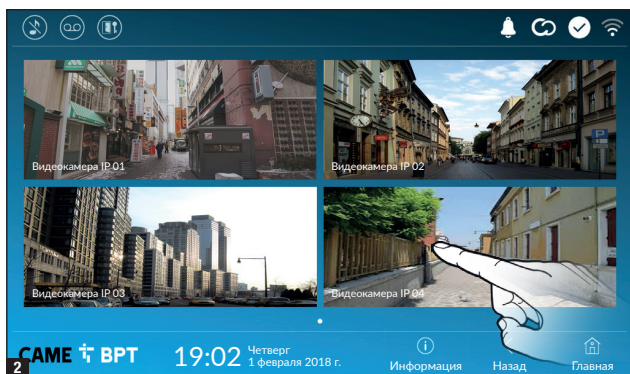 Видеокамера IP 01
Видеокамера IP 02
P
Видеокамера IP 03
Видеокамера IP 04
CAME BPT
19:02
Четверг
1 февраля 2018 г.
Информация
Назад
Главная
2